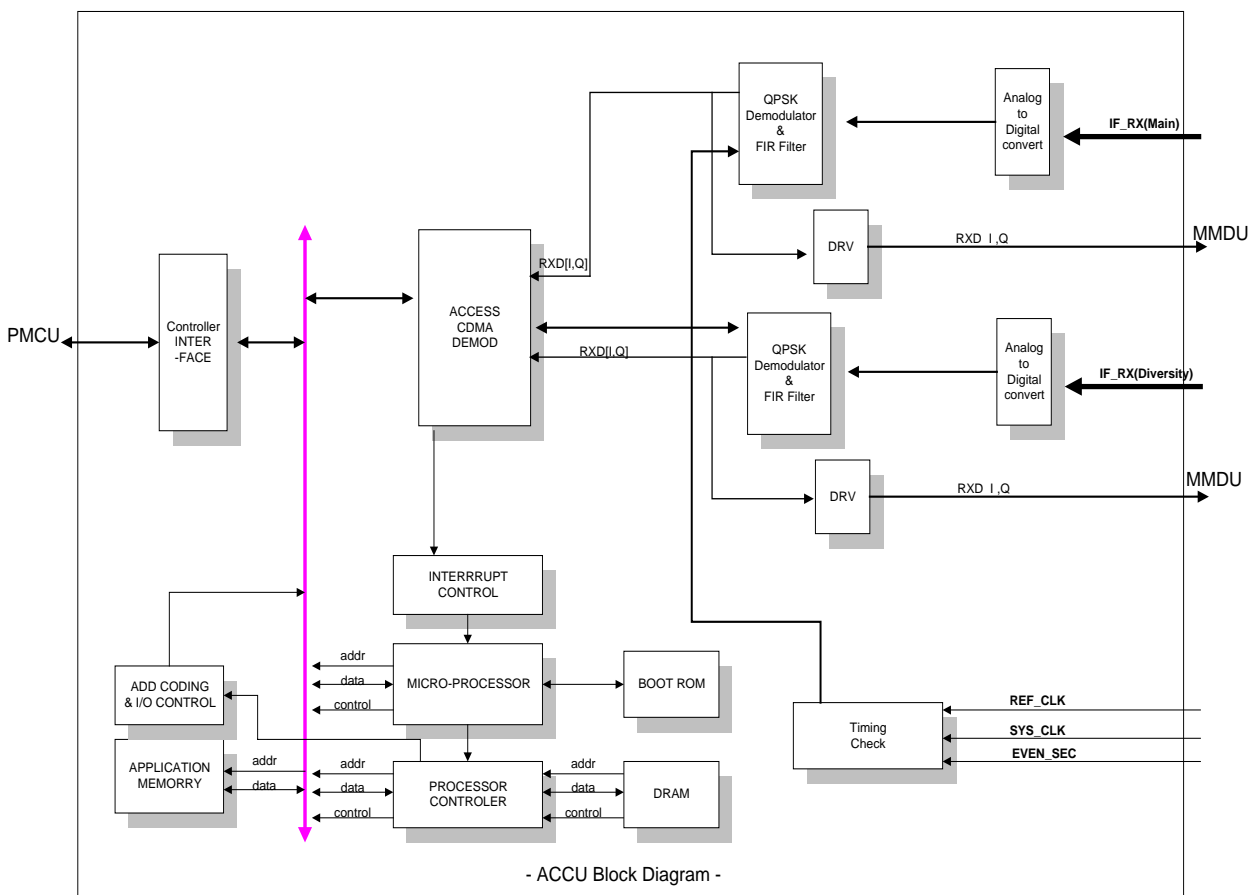 QPSK
Demodulator
&
FIR Filter
Analog
to
Digital
convert
IF_RX(Main)
DRV
RXD_I ,Q
MMDU
RXD[I,Q]
ACCESS
CDMA
DEMOD
Controller
INTER
-FACE
PMCU
RXD[I,Q]
QPSK
Demodulator
&
FIR Filter
Analog
to
Digital
convert
IF_RX(Diversity)
DRV
RXD_I ,Q
MMDU
INTERRRUPT
CONTROL
addr
data
control
MICRO-PROCESSOR
BOOT ROM
ADD CODING
& I/O CONTROL
APPLICATION
MEMORRY
addr
data
addr
data
control
PROCESSOR
CONTROLER
addr
data
control
DRAM
Timing
Check
REF_CLK
SYS_CLK
EVEN_SEC
- ACCU Block Diagram -